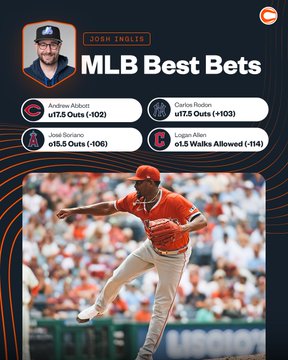 JOSH INGLIS
MLB Best Bets
Andrew Abbott
u17.5 Outs (-102)
Carlos Rodon
u17.5 Outs (+103)
José Soriano
o15.5 Outs (-106)
Logan Allen
o1.5 Walks Allowed (-114)